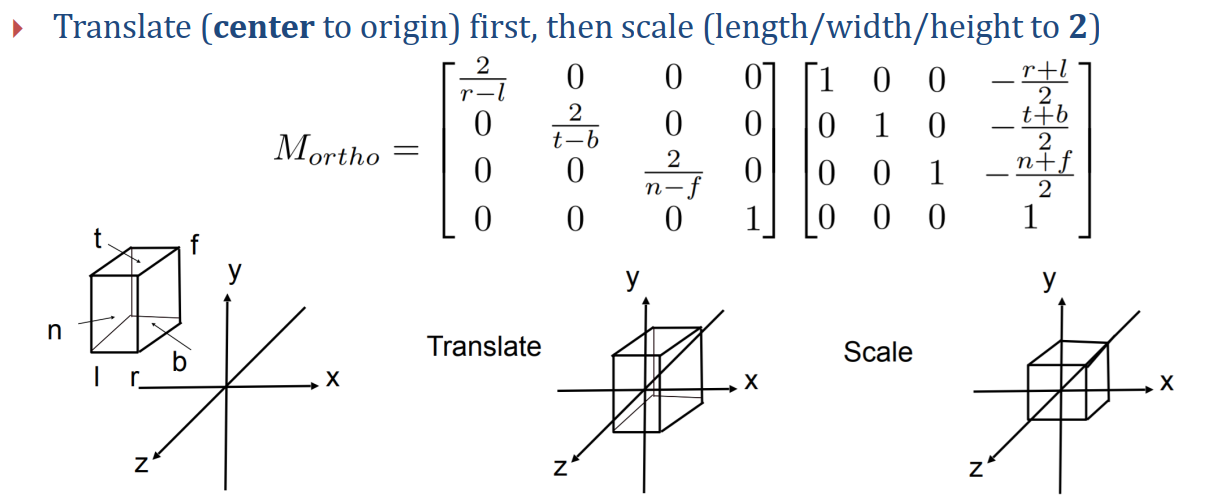 Translate (center to origin) first, then scale (length/width/height to 2)
M_{ortho} = \begin{bmatrix} \frac{2}{r-l} & 0 & 0 & 0 \\ 0 & \frac{2}{t-b} & 0 & 0 \\ 0 & 0 & \frac{2}{n-f} & 0 \\ 0 & 0 & 0 & 1 \end{bmatrix} \begin{bmatrix} 1 & 0 & 0 & -\frac{r+l}{2} \\ 0 & 1 & 0 & -\frac{t+b}{2} \\ 0 & 0 & 1 & -\frac{n+f}{2} \\ 0 & 0 & 0 & 1 \end{bmatrix}
t
f
y
n
b
l
r
x
z
Translate
y
x
z
Scale
y
x
z